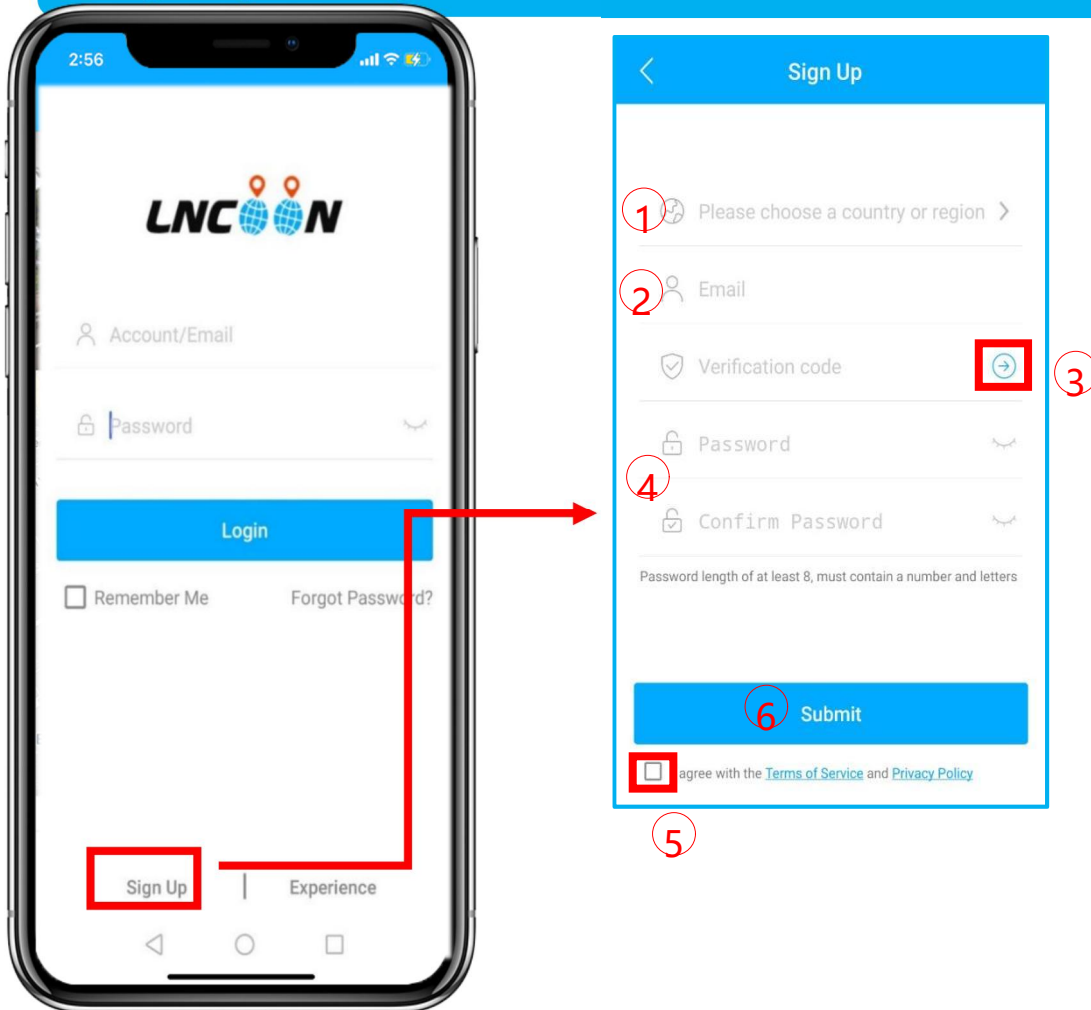 2:56
LNCOON
Account/Email
Password
Login
Remember Me Forgot Password?
Sign Up | Experience
Sign Up
1 Please choose a country or region >
2 Email
Verification code 3
Password
4
Confirm Password
Password length of at least 8, must contain a number and letters
6 Submit
agree with the Terms of Service and Privacy Policy
5